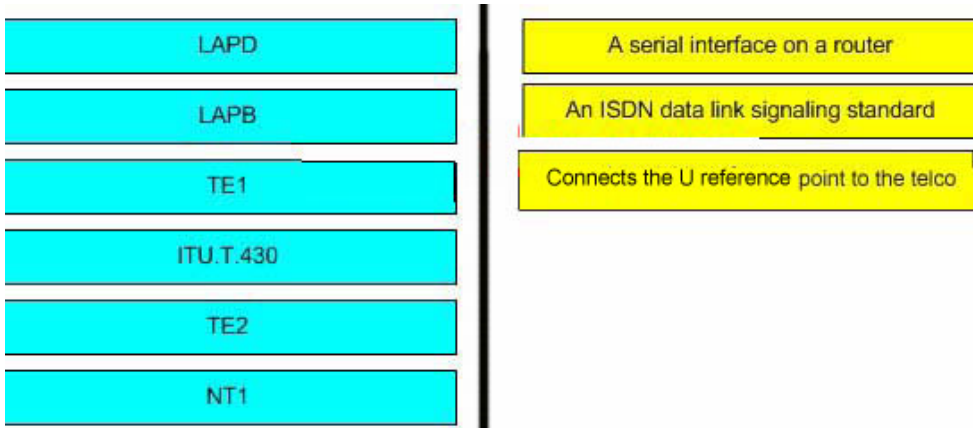 LAPD
LAPB
TE1
ITU.T.430
TE2
NT1
A serial interface on a router
An ISDN data link signaling standard
Connects the U reference point to the telco